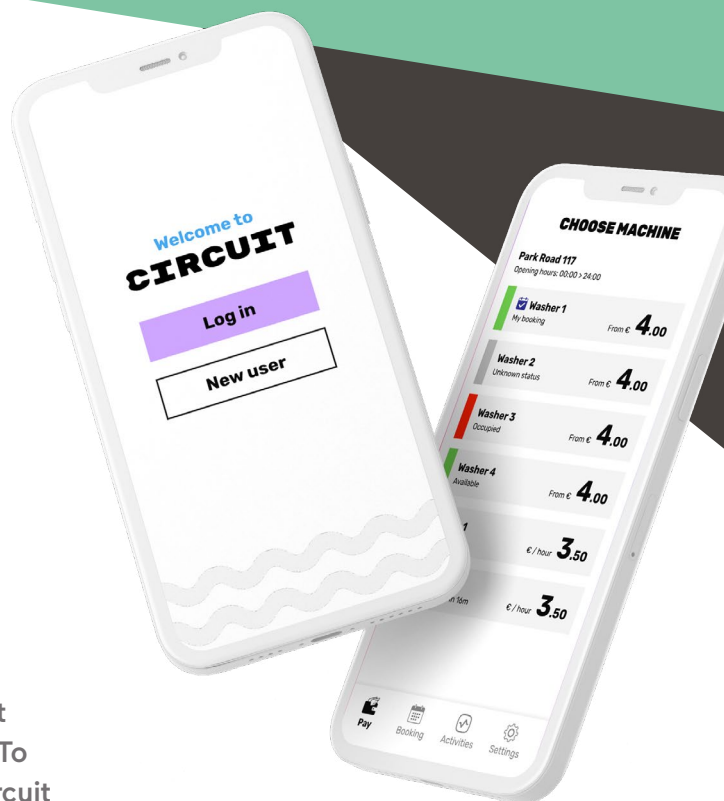 Welcome to
CIRCUIT
Log in
New user
CHOOSE MACHINE
Park Road 117
Opening hours: 00:00 > 24:00
Washer 1
My booking
From € 4.00
Washer 2
Unknown status
From € 4.00
Washer 3
Occupied
From € 4.00
Washer 4
Available
From € 4.00
€ / hour 3.50
16m
€ / hour 3.50
Pay
Booking
Activities
Settings
To